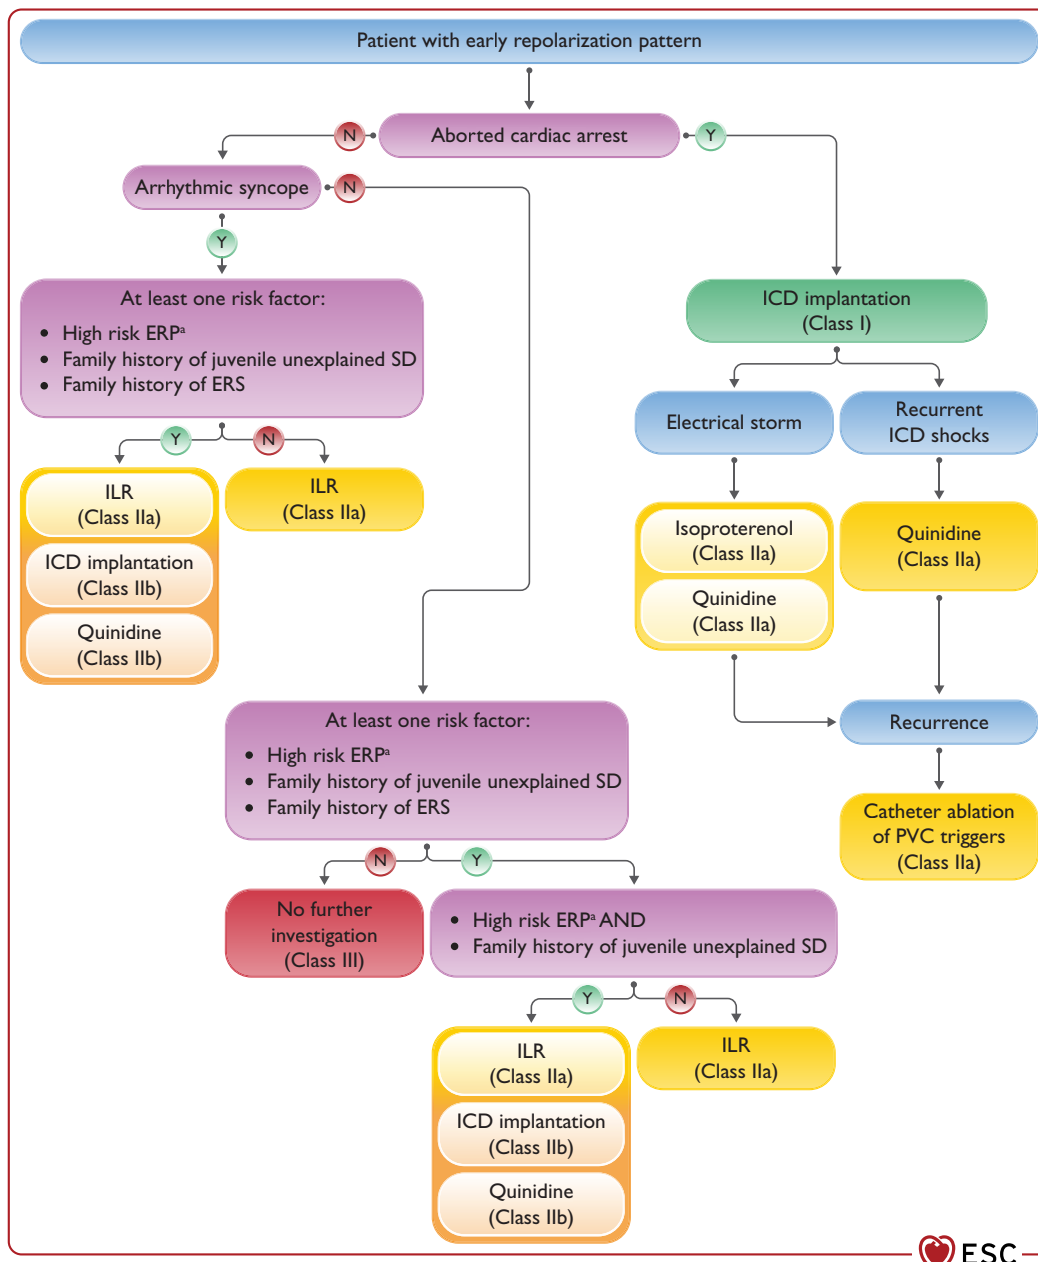 Patient with early repolarization pattern
Aborted cardiac arrest
N
Y
Arrhythmic syncope
N
Y
At least one risk factor:
• High risk ERPᵃ
• Family history of juvenile unexplained SD
• Family history of ERS
Y
N
ILR
(Class IIa)
ICD implantation
(Class IIb)
Quinidine
(Class IIb)
ILR
(Class IIa)
ICD implantation
(Class I)
Electrical storm
Recurrent
ICD shocks
Isoproterenol
(Class IIa)
Quinidine
(Class IIa)
Quinidine
(Class IIa)
Recurrence
Catheter ablation
of PVC triggers
(Class IIa)
At least one risk factor:
• High risk ERPᵃ
• Family history of juvenile unexplained SD
• Family history of ERS
N
Y
No further
investigation
(Class III)
• High risk ERPᵃ AND
• Family history of juvenile unexplained SD
Y
N
ILR
(Class IIa)
ICD implantation
(Class IIb)
Quinidine
(Class IIb)
ILR
(Class IIa)
ESC